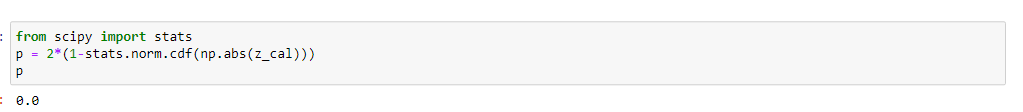 : from scipy import stats
p = 2*(1-stats.norm.cdf(np.abs(z_cal)))
p
: 0.0